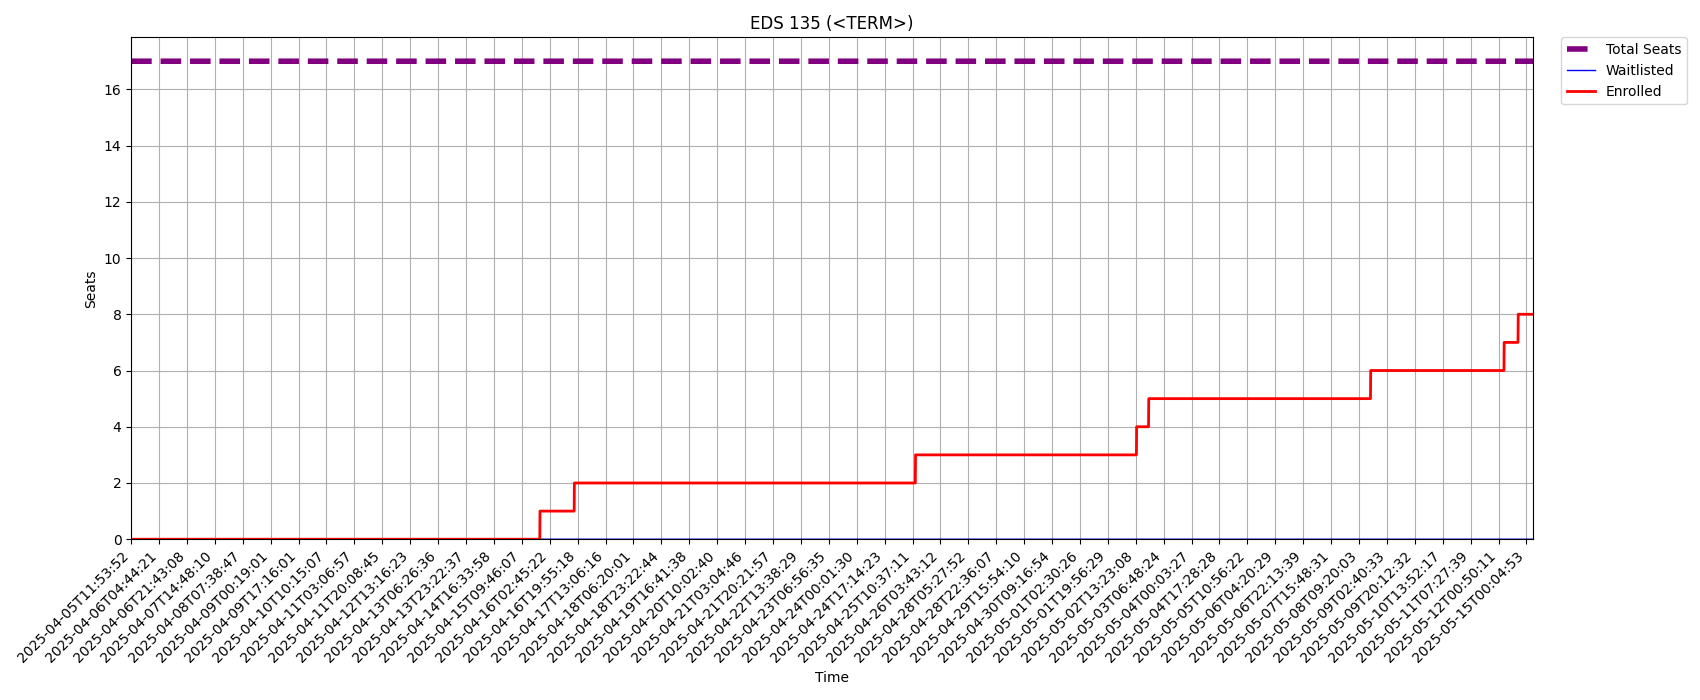 EDS 135 (<TERM>)
Total Seats
Waitlisted
Enrolled
Seats
16
14
12
10
8
6
4
2
0
2025-04-05T11:53:52
2025-04-06T04:44:21
2025-04-06T21:43:08
2025-04-07T14:48:10
2025-04-08T07:38:47
2025-04-09T00:19:01
2025-04-09T17:16:01
2025-04-10T10:15:07
2025-04-11T03:06:57
2025-04-11T20:08:45
2025-04-12T13:16:23
2025-04-13T06:26:36
2025-04-13T23:22:37
2025-04-14T16:33:58
2025-04-15T09:46:07
2025-04-16T02:45:22
2025-04-16T19:55:18
2025-04-17T13:06:16
2025-04-18T06:20:01
2025-04-18T23:22:44
2025-04-19T16:41:38
2025-04-20T10:02:40
2025-04-21T03:04:46
2025-04-21T20:21:57
2025-04-22T13:38:29
2025-04-23T06:56:35
2025-04-24T00:01:30
2025-04-24T17:14:23
2025-04-25T10:37:11
2025-04-26T03:43:12
2025-04-28T05:27:52
2025-04-28T22:36:07
2025-04-29T15:54:10
2025-04-30T09:16:54
2025-05-01T02:30:26
2025-05-01T19:56:29
2025-05-02T13:23:08
2025-05-03T06:48:24
2025-05-04T00:03:27
2025-05-04T17:28:28
2025-05-05T10:56:22
2025-05-06T04:20:29
2025-05-06T22:13:39
2025-05-07T15:48:31
2025-05-08T09:20:03
2025-05-09T02:40:33
2025-05-09T20:12:32
2025-05-10T13:52:17
2025-05-11T07:27:39
2025-05-12T00:50:11
2025-05-15T00:04:53
Time